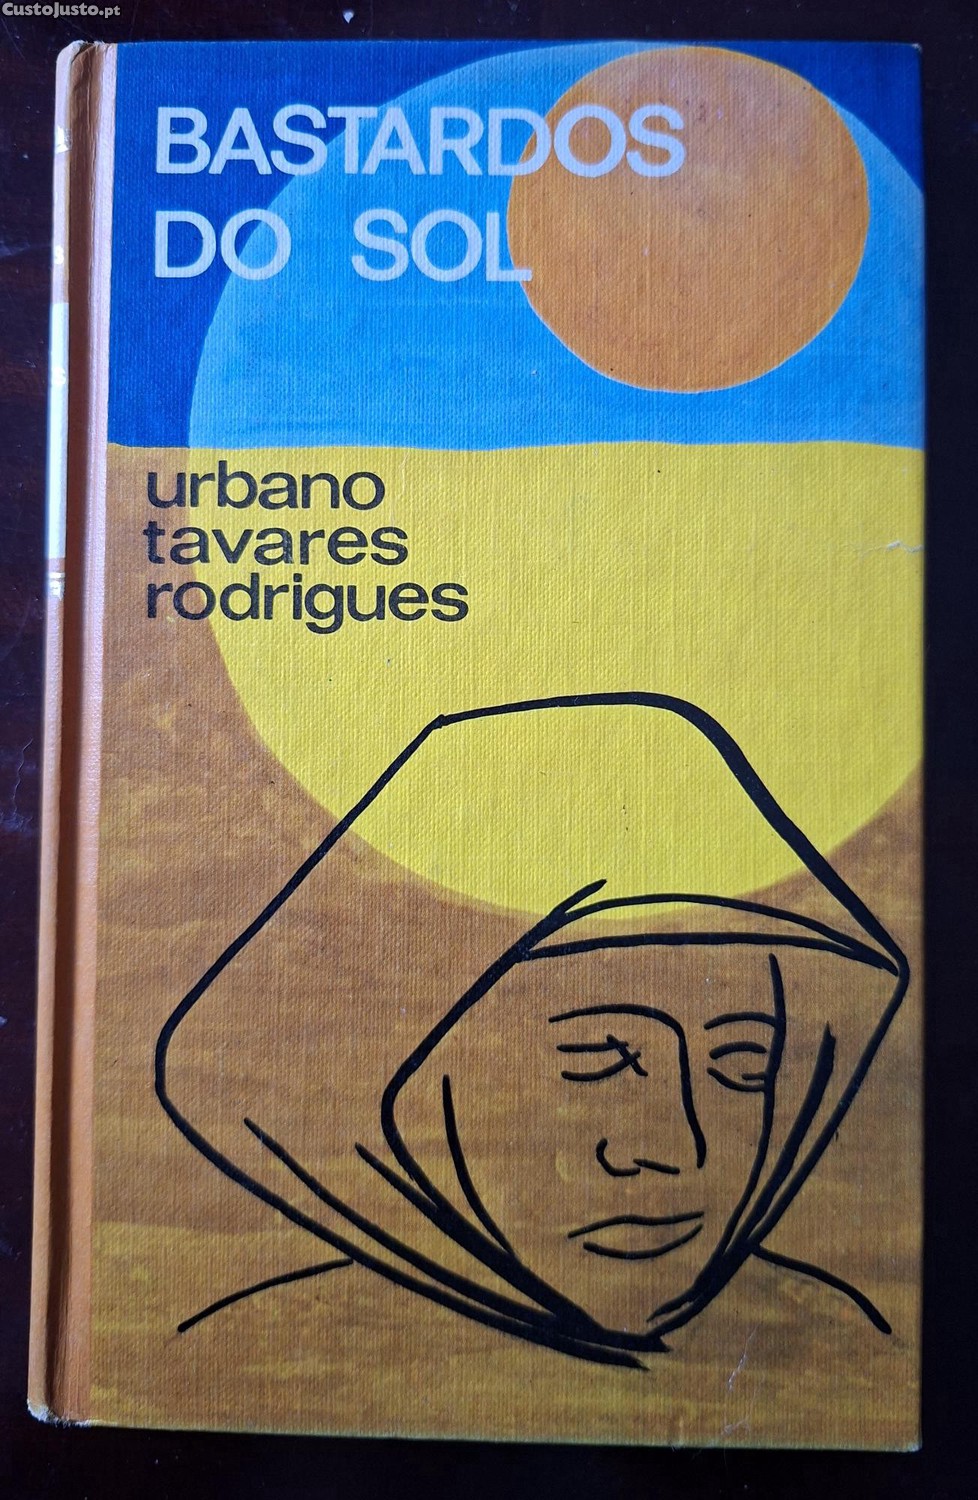 CustoJusto.pt
BASTARDOS
DO SOL
urbano
tavares
rodrigues